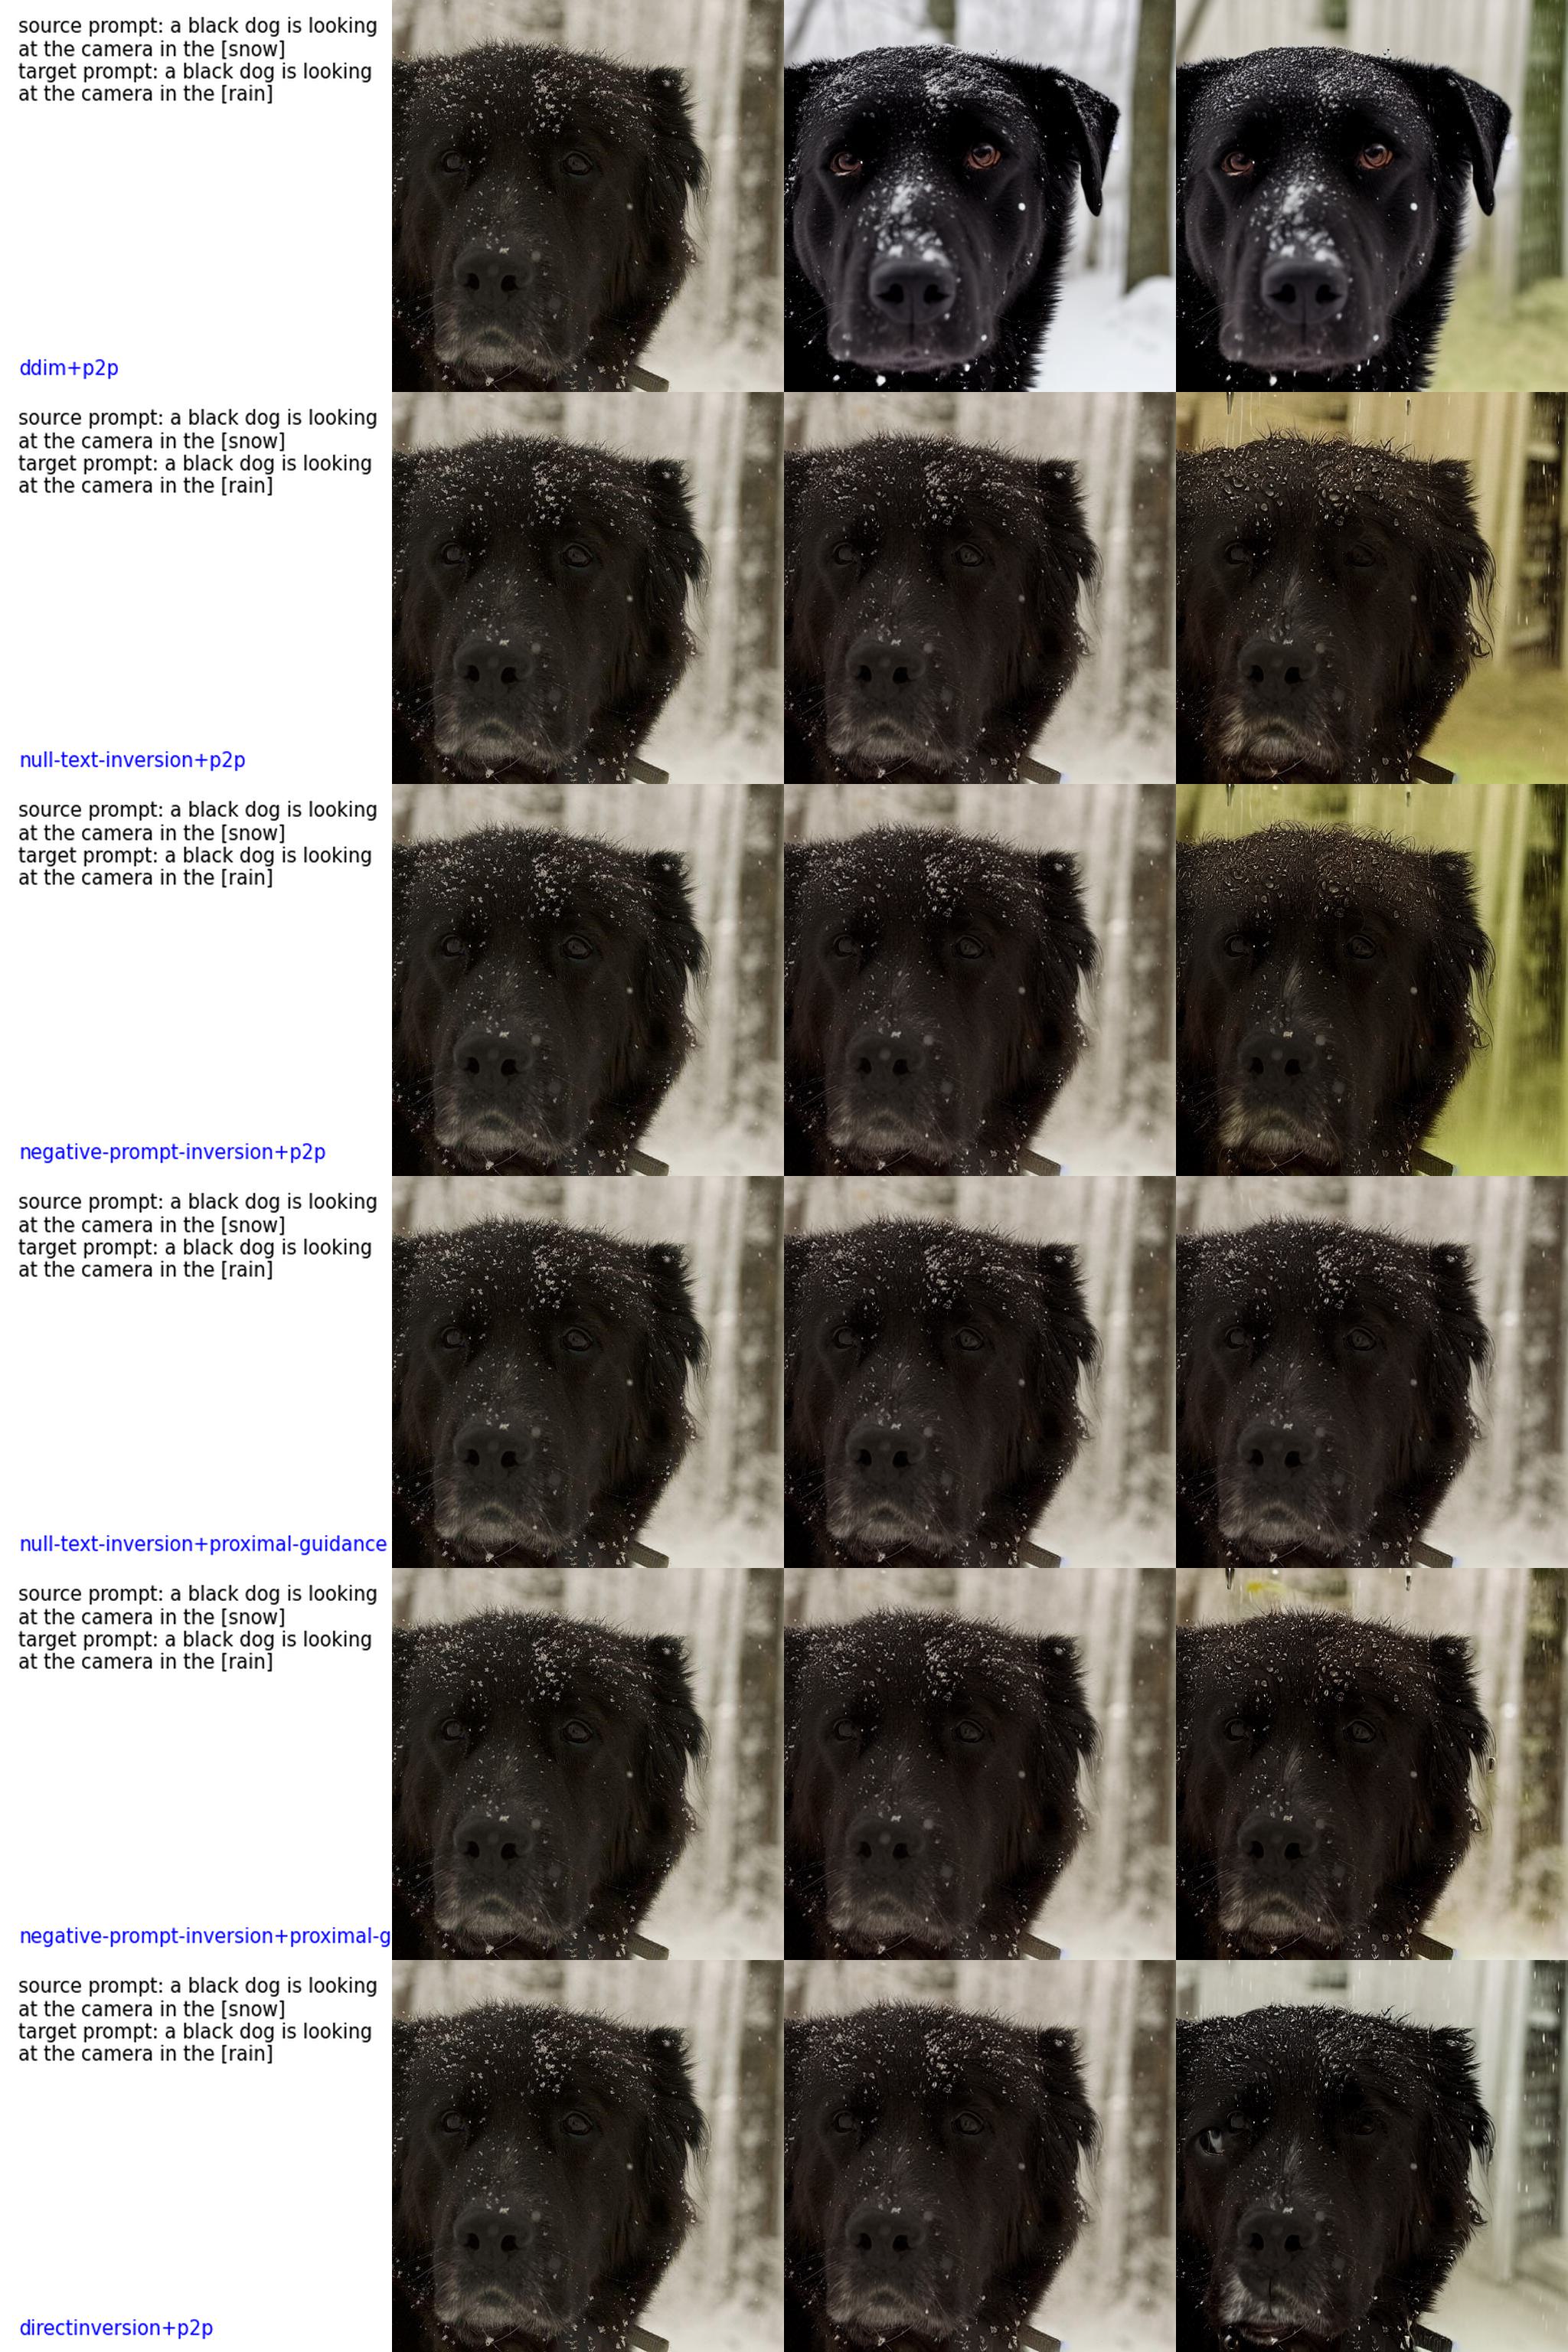 source prompt: a black dog is looking
at the camera in the [snow]
target prompt: a black dog is looking
at the camera in the [rain]
ddim+p2p
source prompt: a black dog is looking
at the camera in the [snow]
target prompt: a black dog is looking
at the camera in the [rain]
null-text-inversion+p2p
source prompt: a black dog is looking
at the camera in the [snow]
target prompt: a black dog is looking
at the camera in the [rain]
negative-prompt-inversion+p2p
source prompt: a black dog is looking
at the camera in the [snow]
target prompt: a black dog is looking
at the camera in the [rain]
null-text-inversion+proximal-guidance
source prompt: a black dog is looking
at the camera in the [snow]
target prompt: a black dog is looking
at the camera in the [rain]
negative-prompt-inversion+proximal-g
source prompt: a black dog is looking
at the camera in the [snow]
target prompt: a black dog is looking
at the camera in the [rain]
directinversion+p2p